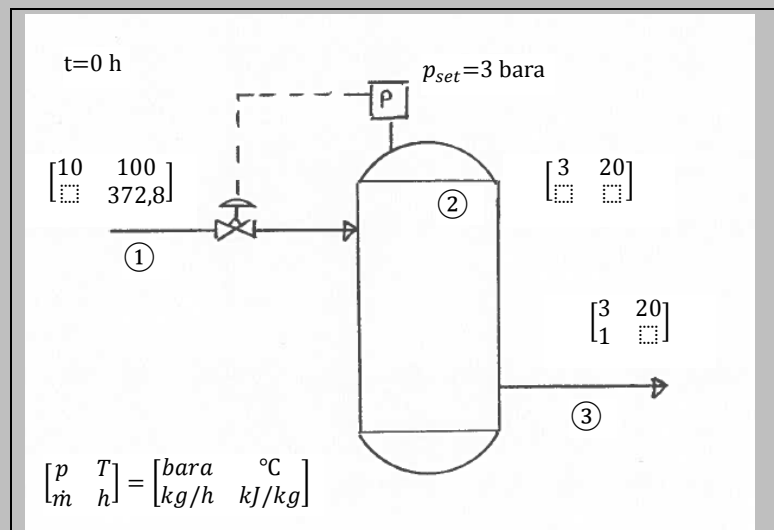 t=0 h
p_set=3 bara
P
[10 100
⬚ 372,8]
[3 20
⬚ ⬚]
②
①
[3 20
1 ⬚]
③
[p T
ṁ h] = [bara °C
kg/h kJ/kg]